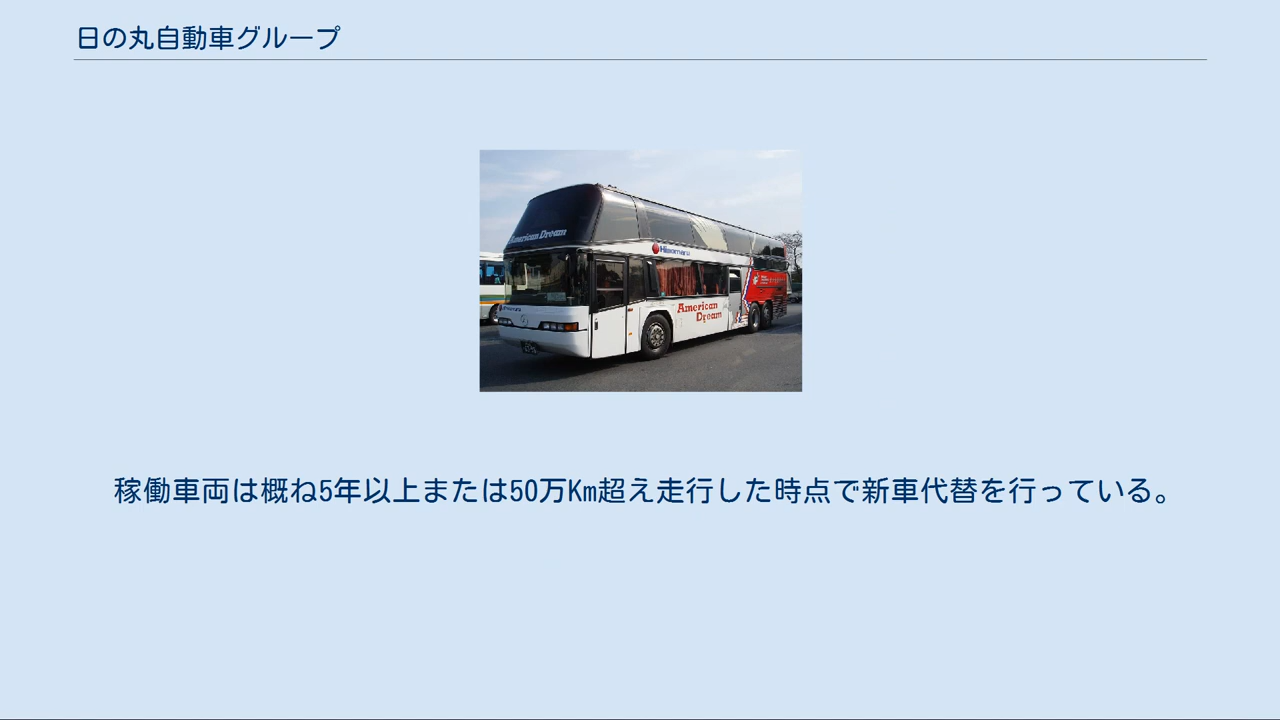 日の丸自動車グループ
American Dream
Hinomaru
American
Dream
稼働車両は概ね5年以上または50万Km超え走行した時点で新車代替を行っている。